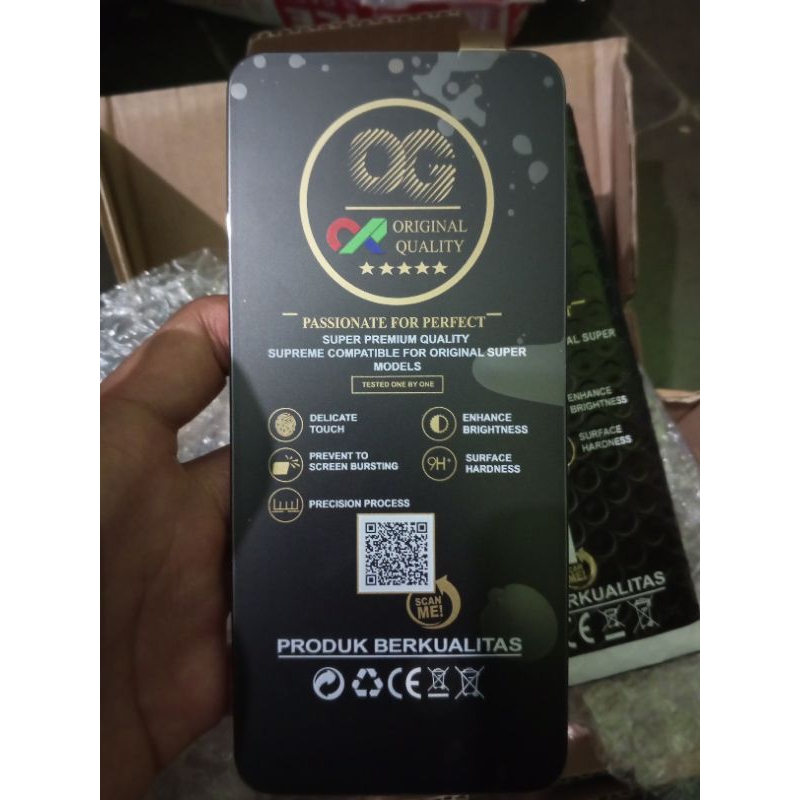 OG
ORIGINAL
QUALITY
PASSIONATE FOR PERFECT
SUPER PREMIUM QUALITY
SUPREME COMPATIBLE FOR ORIGINAL SUPER
MODELS
TESTED ONE BY ONE
DELICATE
TOUCH
ENHANCE
BRIGHTNESS
PREVENT TO
SCREEN BURSTING
9H+
SURFACE
HARDNESS
PRECISION PROCESS
SCAN
ME!
PRODUK BERKUALITAS
CE
AL SUPER
ENHANCE
BRIGHTNESS
SURFACE
HARDNESS
ME!
RKUALITAS
CE